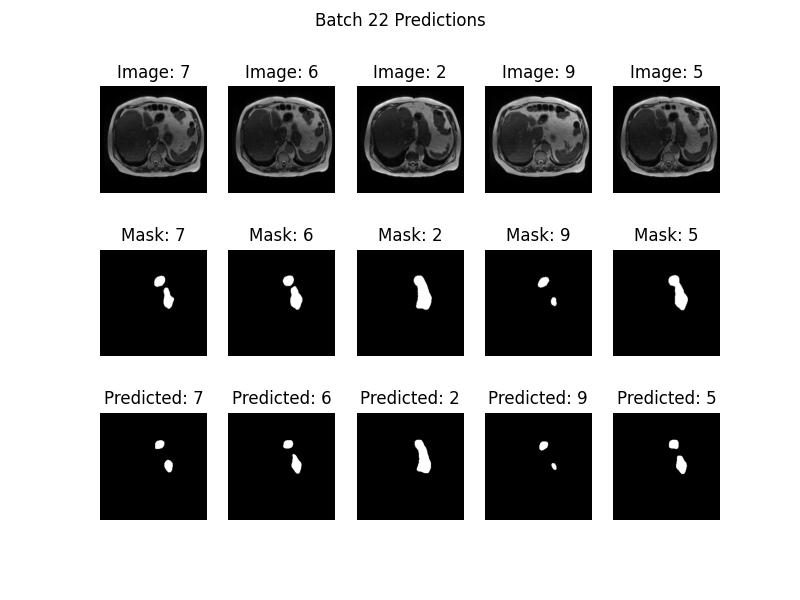 Batch 22 Predictions
Image: 7 Image: 6 Image: 2 Image: 9 Image: 5
Mask: 7 Mask: 6 Mask: 2 Mask: 9 Mask: 5
Predicted: 7 Predicted: 6 Predicted: 2 Predicted: 9 Predicted: 5